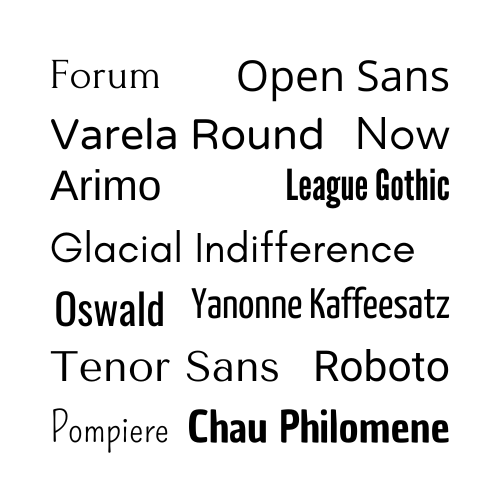 Forum Open Sans
Varela Round Now
Arimo League Gothic
Glacial Indifference
Oswald Yanonne Kaffeesatz
Tenor Sans Roboto
Pompiere Chau Philomene